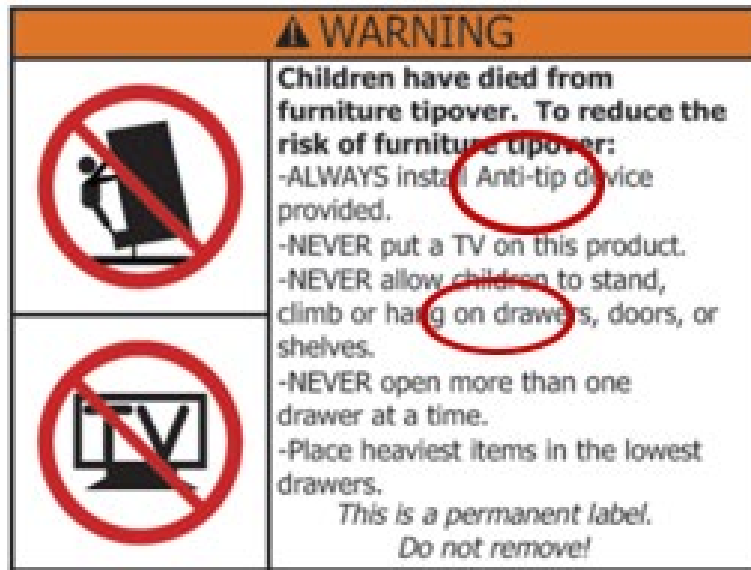 WARNING
Children have died from
furniture tipover. To reduce the
risk of furniture tipover:
-ALWAYS install Anti-tip device
provided.
-NEVER put a TV on this product.
-NEVER allow children to stand,
climb or hang on drawers, doors, or
shelves.
-NEVER open more than one
drawer at a time.
-Place heaviest items in the lowest
drawers.
This is a permanent label.
Do not remove!
TV